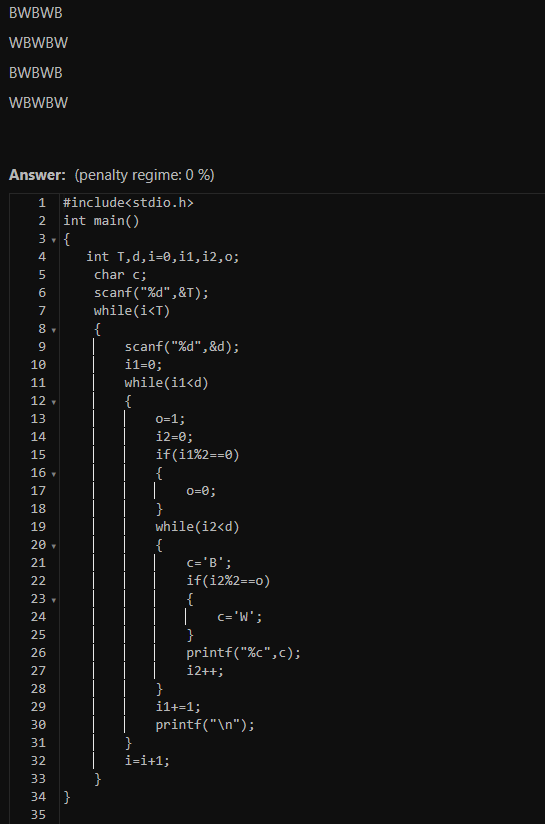 BWBWB
WBWBW
BWBWB
WBWBW
Answer: (penalty regime: 0 %)
1 #include<stdio.h>
2 int main()
3 {
4 int T,d,i=0,i1,i2,o;
5 char c;
6 scanf("%d",&T);
7 while(i<T)
8 {
9 scanf("%d",&d);
10 i1=0;
11 while(i1<d)
12 {
13 o=1;
14 i2=0;
15 if(i1%2==0)
16 {
17 o=0;
18 }
19 while(i2<d)
20 {
21 c='B';
22 if(i2%2==o)
23 {
24 c='W';
25 }
26 printf("%c",c);
27 i2++;
28 }
29 i1+=1;
30 printf("\n");
31 }
32 i=i+1;
33 }
34 }
35